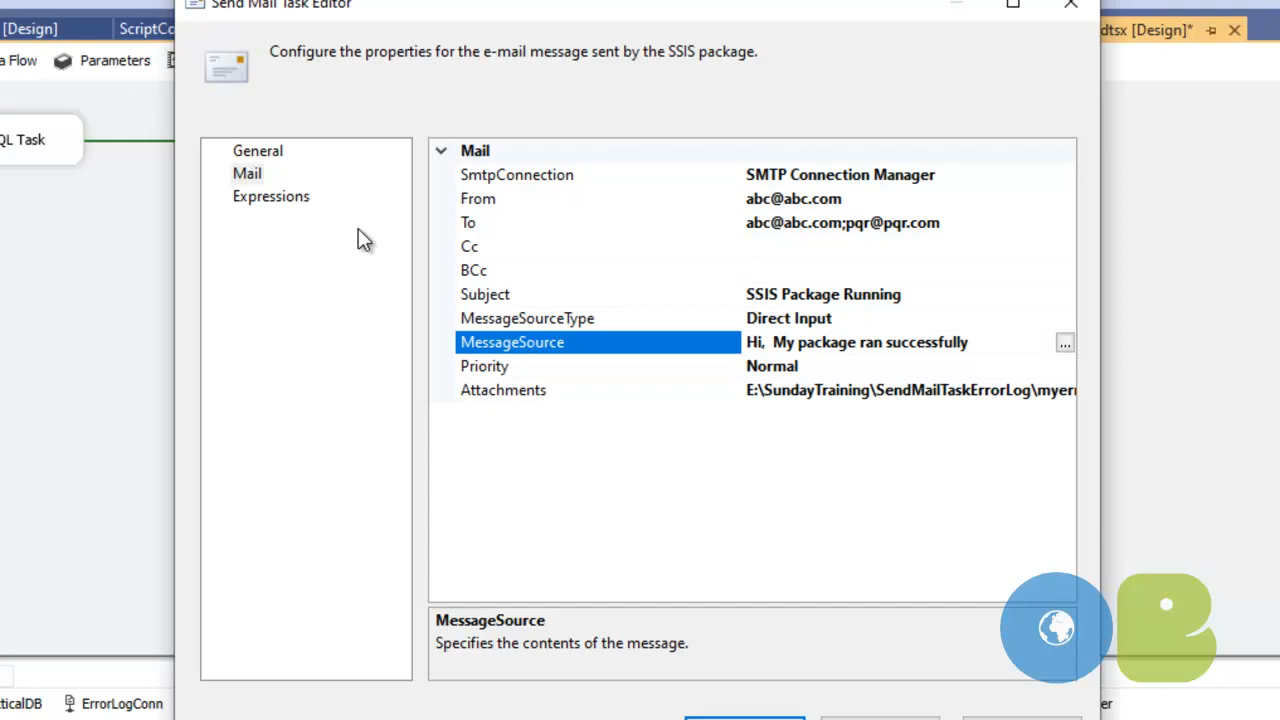 Send Mail Task Editor
[Design]
ScriptCo
dtsx [Design]*
a Flow
Parameters
Configure the properties for the e-mail message sent by the SSIS package.
QL Task
General
Mail
Expressions
Mail
SmtpConnection SMTP Connection Manager
From abc@abc.com
To abc@abc.com;pqr@pqr.com
Cc
BCc
Subject SSIS Package Running
MessageSourceType Direct Input
MessageSource Hi, My package ran successfully ...
Priority Normal
Attachments E:\SundayTraining\SendMailTaskErrorLog\myerr
MessageSource
Specifies the contents of the message.
cticalDB
ErrorLogConn
er